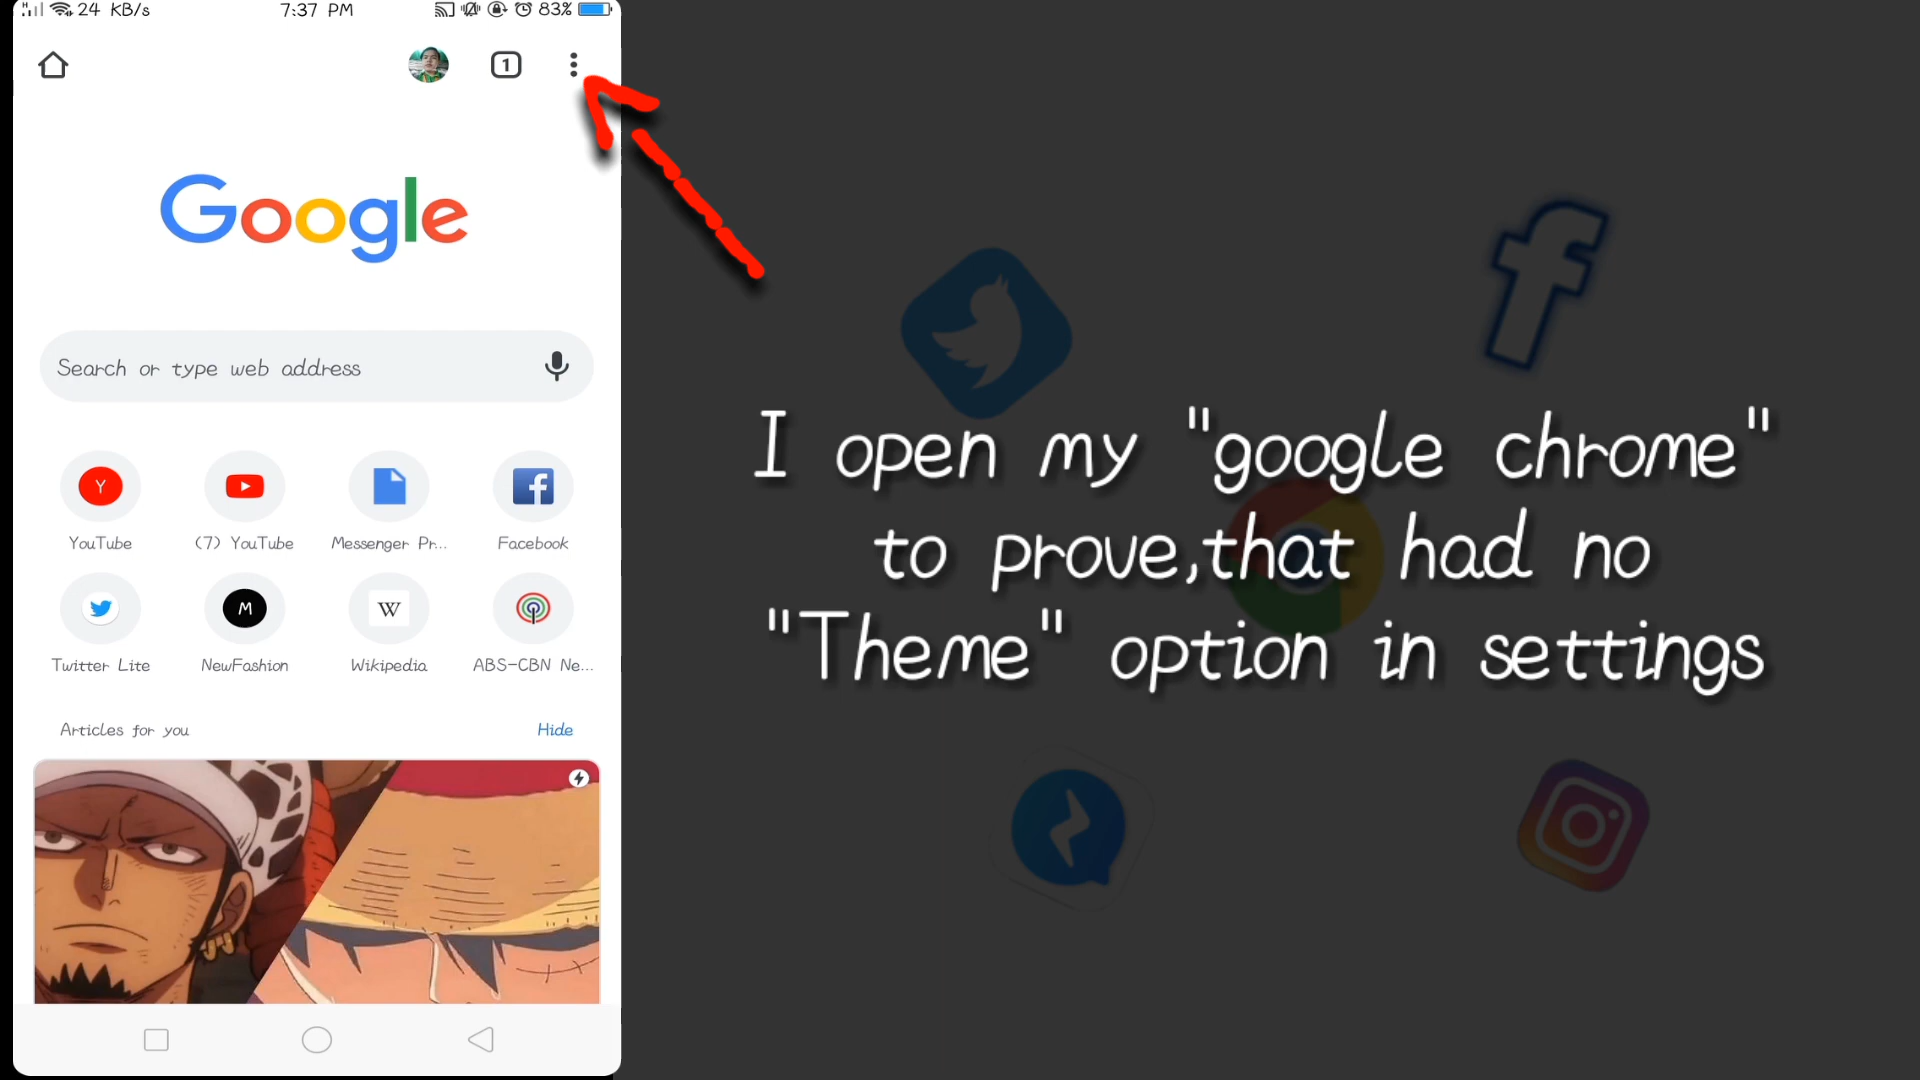 24 KB/s 7:37 PM 83%
1
Google
Search or type web address
Y
YouTube (7) YouTube Messenger Pr... Facebook
M W
Twitter Lite NewFashion Wikipedia ABS-CBN Ne...
Articles for you Hide
I open my "google chrome"
to prove,that had no
"Theme" option in settings